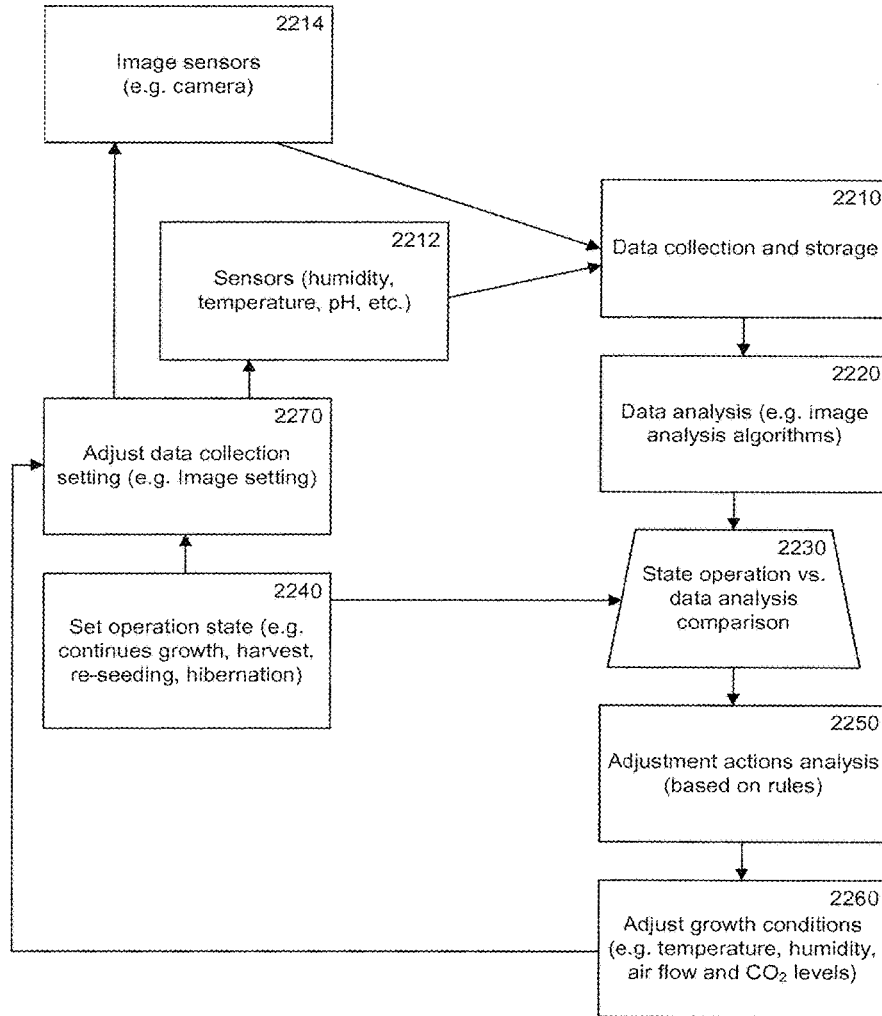 2214
Image sensors
(e.g. camera)
2210
Data collection and storage
2212
Sensors (humidity,
temperature, pH, etc.)
2220
Data analysis (e.g. image
analysis algorithms)
2270
Adjust data collection
setting (e.g. Image setting)
2230
State operation vs.
data analysis
comparison
2240
Set operation state (e.g.
continues growth, harvest,
re-seeding, hibernation)
2250
Adjustment actions analysis
(based on rules)
2260
Adjust growth conditions
(e.g. temperature, humidity,
air flow and CO₂ levels)